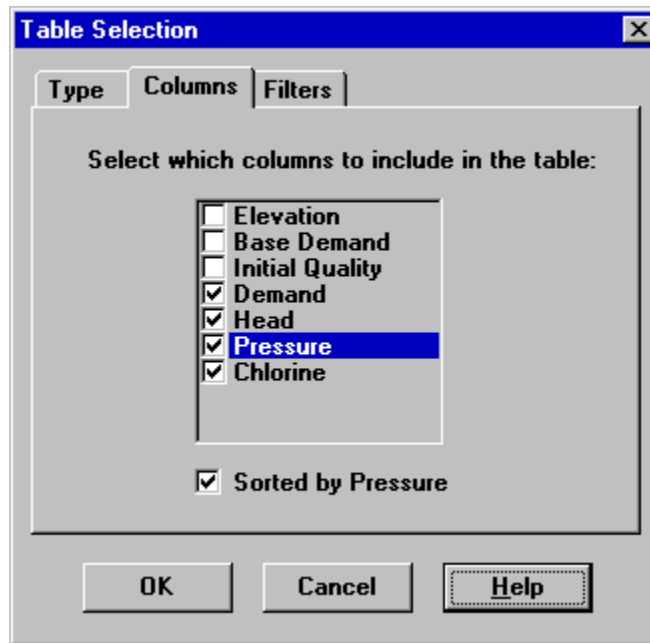 Table Selection
Type Columns Filters
Select which columns to include in the table:
Elevation
Base Demand
Initial Quality
Demand
Head
Pressure
Chlorine
Sorted by Pressure
OK Cancel Help